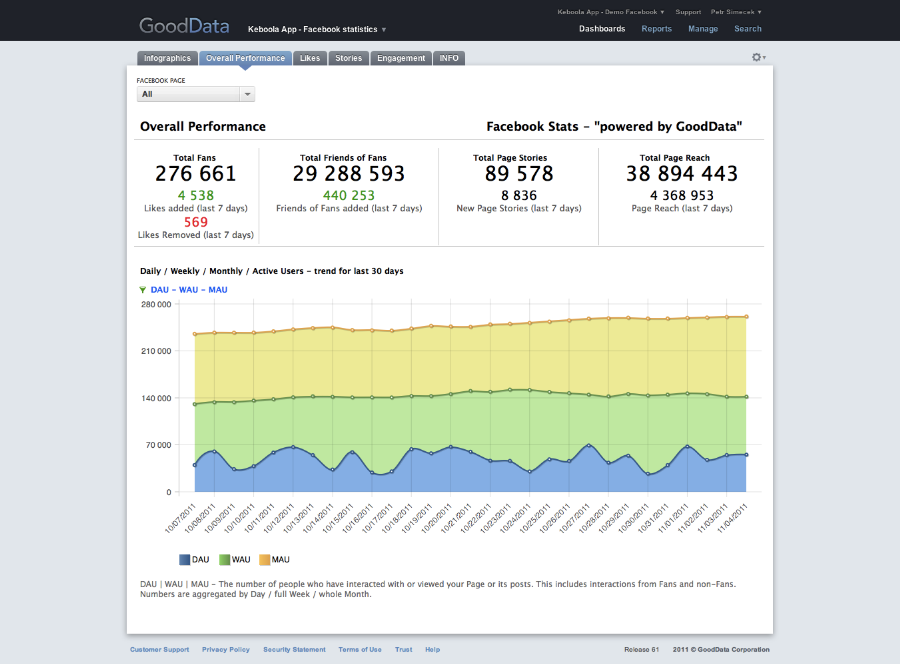 Keboola App - Demo Facebook ▾ Support Petr Simecek ▾
GoodData Keboola App - Facebook statistics ▾ Dashboards Reports Manage Search
Infographics Overall Performance Likes Stories Engagement INFO
FACEBOOK PAGE
All
Overall Performance Facebook Stats - "powered by GoodData"
Total Fans Total Friends of Fans Total Page Stories Total Page Reach
276 661 29 288 593 89 578 38 894 443
4 538 440 253 8 836 4 368 953
Likes added (last 7 days) Friends of Fans added (last 7 days) New Page Stories (last 7 days) Page Reach (last 7 days)
569
Likes Removed (last 7 days)
Daily / Weekly / Monthly / Active Users - trend for last 30 days
DAU - WAU - MAU
280 000
210 000
140 000
70 000
0
10/07/2011 10/08/2011 10/09/2011 10/10/2011 10/11/2011 10/12/2011 10/13/2011 10/14/2011 10/15/2011 10/16/2011 10/17/2011 10/18/2011 10/19/2011 10/20/2011 10/21/2011 10/22/2011 10/23/2011 10/24/2011 10/25/2011 10/26/2011 10/27/2011 10/28/2011 10/29/2011 10/30/2011 10/31/2011 11/01/2011 11/02/2011 11/03/2011 11/04/2011
DAU WAU MAU
DAU | WAU | MAU - The number of people who have interacted with or viewed your Page or its posts. This includes interactions from Fans and non-Fans.
Numbers are aggregated by Day / full Week / whole Month.
Customer Support Privacy Policy Security Statement Terms of Use Trust Help Release 61 2011 © GoodData Corporation